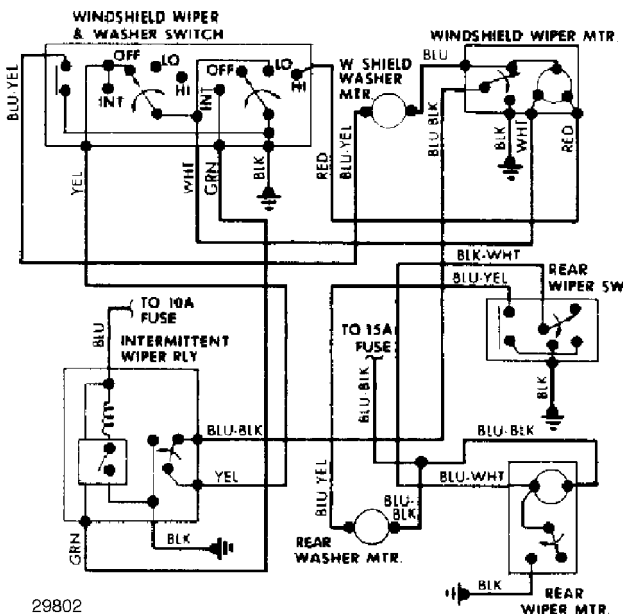 WINDSHIELD WIPER
& WASHER SWITCH
WINDSHIELD WIPER MTR.
BLU-YEL
OFF
LO
HI
INT
OFF
LO
HI
INT
W SHIELD
WASHER
MTR.
BLU
BLU-YEL
BLU-BLK
BLK
WHT
RED
YEL
WHT
GRN
BLK
RED
BLK-WHT
BLU-YEL
REAR
WIPER SW
TO 10A
FUSE
BLU
INTERMITTENT
WIPER RLY
TO 15A
FUSE
BLU-BLK
BLK
BLU-BLK
BLU-BLK
YEL
BLU-YEL
BLU-WHT
BLU-
BLK
GRN
BLK
REAR
WASHER MTR.
BLK
REAR
WIPER MTR.
29802